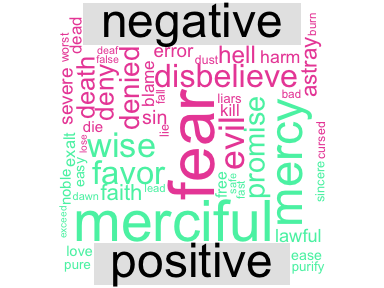 negative
burn
worst
dead
deaf
false
error
dust
hell
harm
astray
severe
death
deny
denied
blame
fall
disbelieve
sin
lie
liars
kill
bad
die
lose
fear
evil
promise
mercy
cursed
sincere
wise
exalt
noble
easy
favor
dawn
faith
lead
free
safe
fast
exceed
merciful
lawful
love
pure
ease
purify
positive